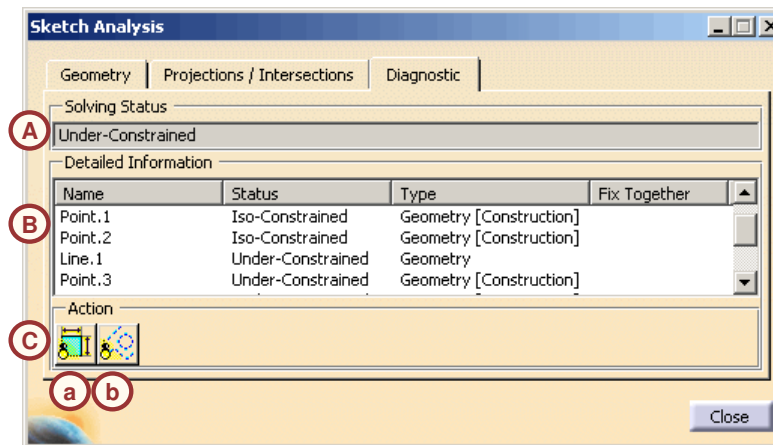 Sketch Analysis
Geometry Projections / Intersections Diagnostic
Solving Status
A Under-Constrained
Detailed Information
Name Status Type Fix Together
B Point.1 Iso-Constrained Geometry [Construction]
Point.2 Iso-Constrained Geometry [Construction]
Line.1 Under-Constrained Geometry
Point.3 Under-Constrained Geometry [Construction]
Action
C
a b
Close